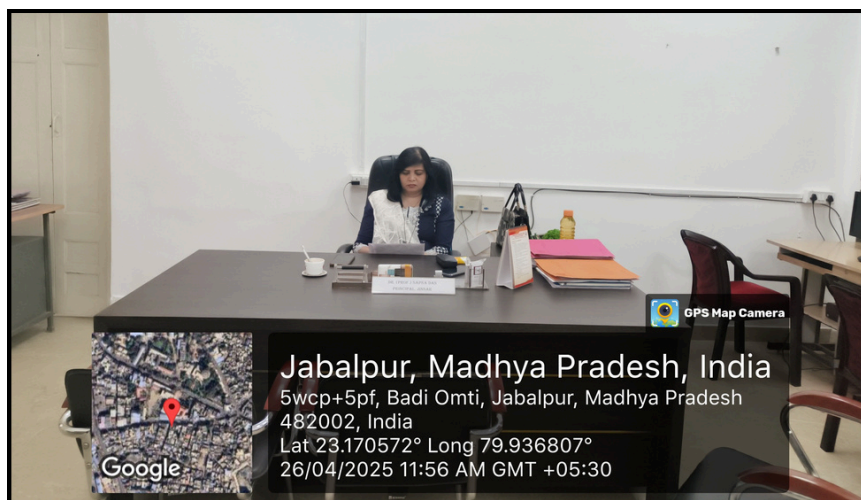 GPS Map Camera
Jabalpur, Madhya Pradesh, India
5wcp+5pf, Badi Omti, Jabalpur, Madhya Pradesh
482002, India
Lat 23.170572° Long 79.936807°
26/04/2025 11:56 AM GMT +05:30
Google